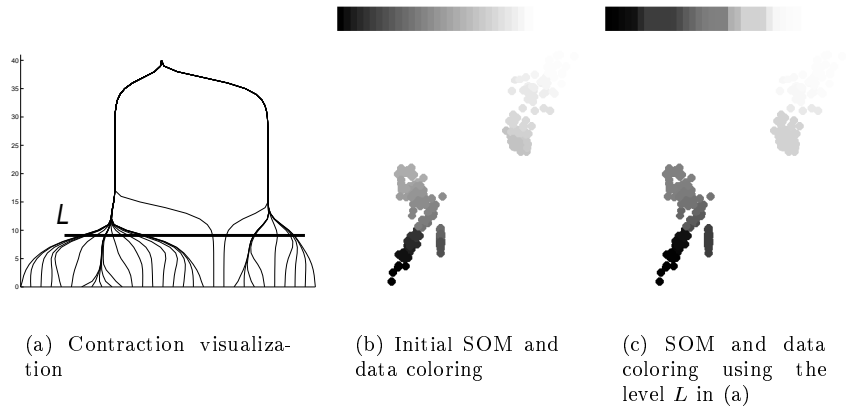 40
35
30
25
20
15
10
5
0
L
(a) Contraction visualiza-
tion
(b) Initial SOM and
data coloring
(c) SOM and data
coloring using the
level L in (a)